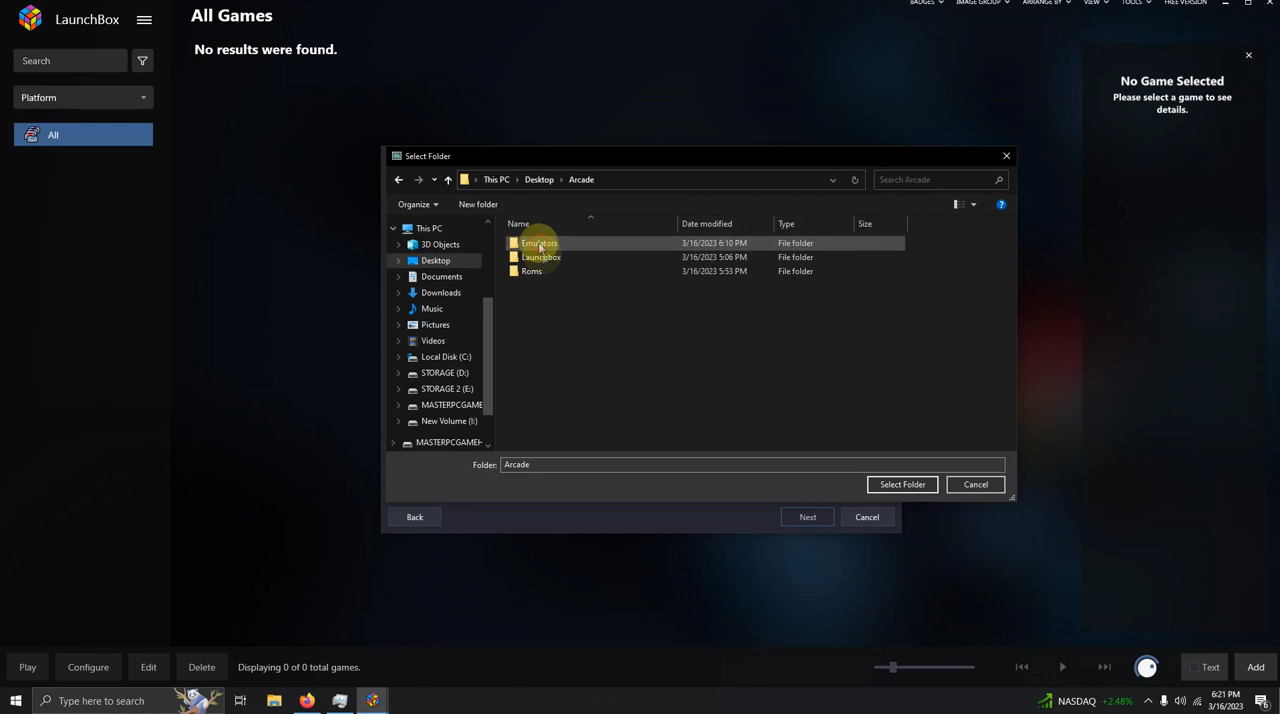 LaunchBox
All Games
BADGES
IMAGE GROUP
ARRANGE BY
VIEW
TOOLS
FREE VERSION
No results were found.
Search
Platform
All
No Game Selected
Please select a game to see
details.
Select Folder
This PC
Desktop
Arcade
Search Arcade
Organize
New folder
Name
Date modified
Type
Size
This PC
3D Objects
Desktop
Documents
Downloads
Music
Pictures
Videos
Local Disk (C:)
STORAGE (D:)
STORAGE 2 (E:)
MASTERPCGAME
New Volume (I:)
MASTERPCGAMEH
Emulators 3/16/2023 6:10 PM File folder
Launchbox 3/16/2023 5:06 PM File folder
Roms 3/16/2023 5:53 PM File folder
Folder: Arcade
Select Folder
Cancel
Back
Next
Cancel
Play
Configure
Edit
Delete
Displaying 0 of 0 total games.
Text
Add
Type here to search
NASDAQ +2.48%
6:21 PM
3/16/2023
6